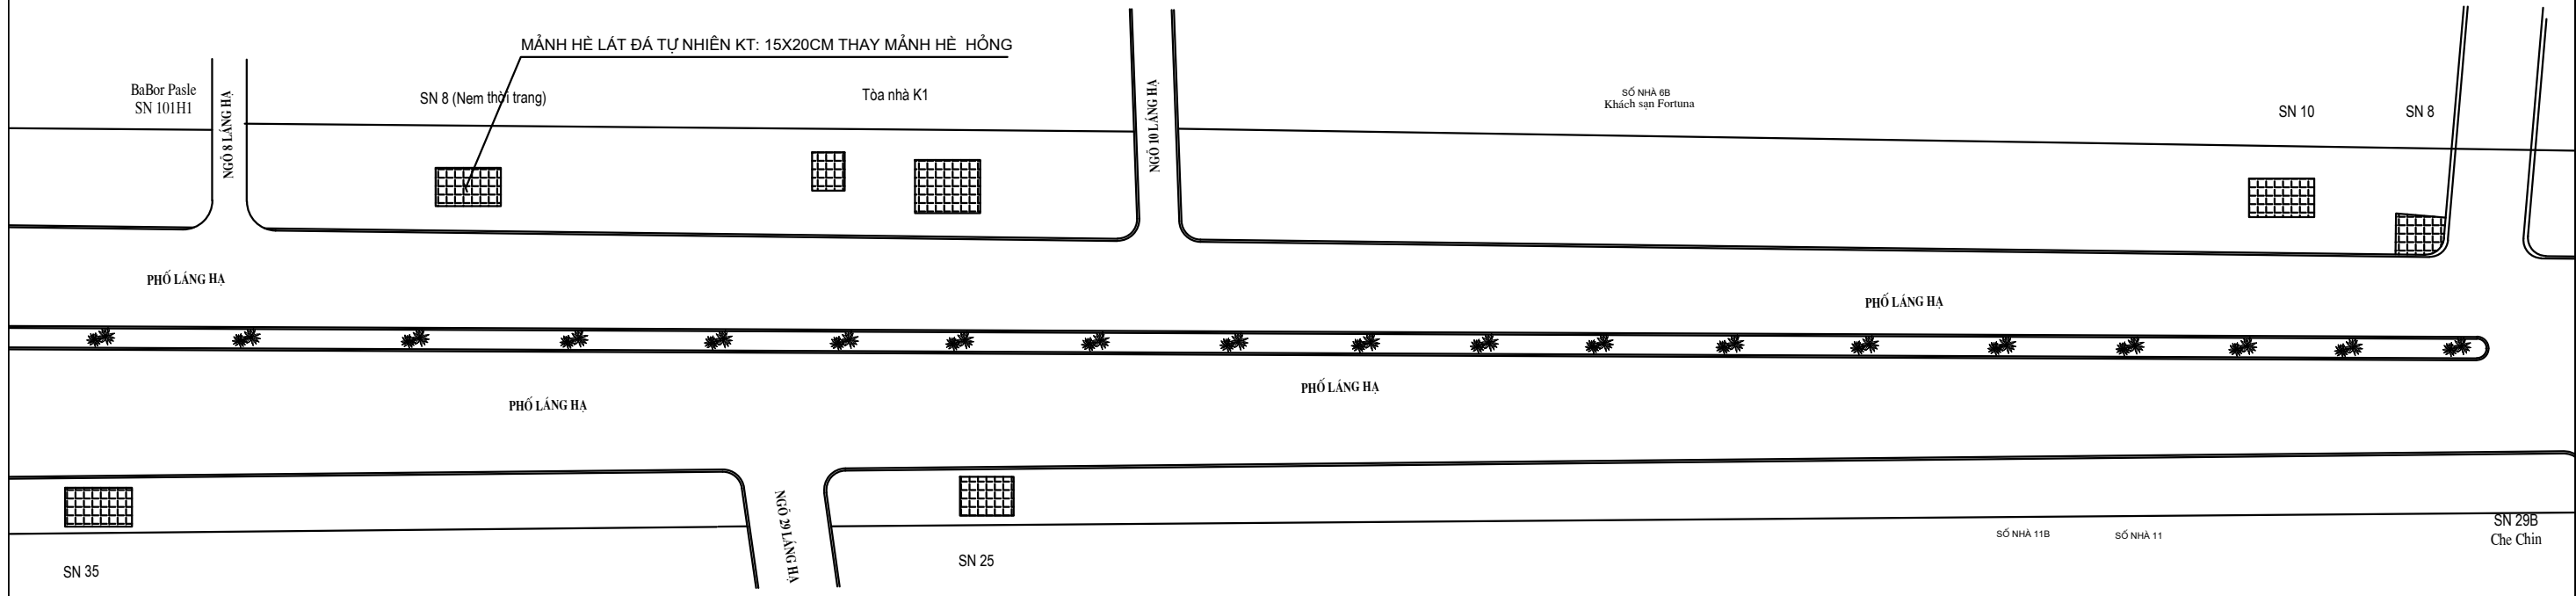 MẢNH HÈ LÁT ĐÁ TỰ NHIÊN KT: 15X20CM THAY MẢNH HÈ HỎNG
BaBor Pasle
SN 101H1
NGÕ 8 LÁNG HẠ
SN 8 (Nem thời trang)
Tòa nhà K1
NGÕ 10 LÁNG HẠ
SỐ NHÀ 6B
Khách sạn Fortuna
SN 10
SN 8
PHỐ LÁNG HẠ
PHỐ LÁNG HẠ
PHỐ LÁNG HẠ
PHỐ LÁNG HẠ
NGÕ 29 LÁNG HẠ
SN 35
SN 25
SỐ NHÀ 11B
SỐ NHÀ 11
SN 29B
Che Chin